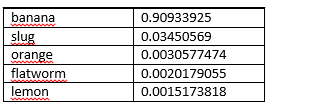 banana 0.90933925
slug 0.03450569
orange 0.0030577474
flatworm 0.0020179055
lemon 0.0015173818